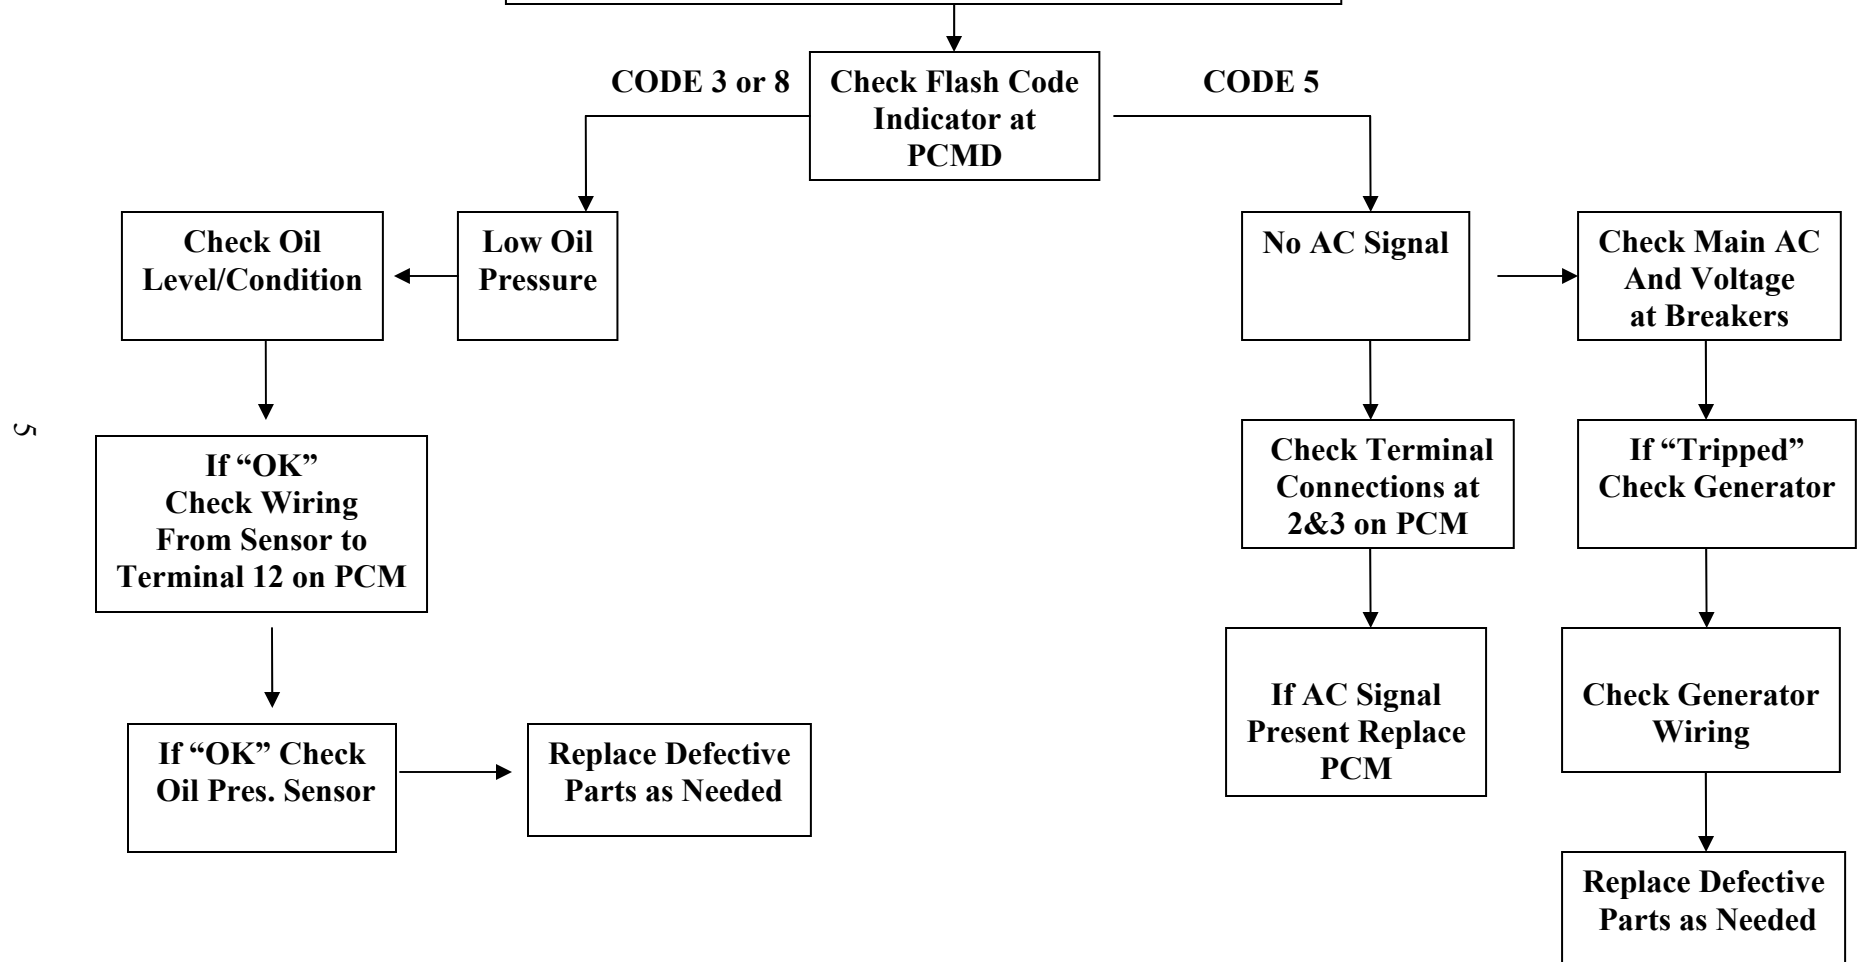 CODE 3 or 8
Check Flash Code
Indicator at
PCMD
CODE 5
Check Oil
Level/Condition
Low Oil
Pressure
No AC Signal
Check Main AC
And Voltage
at Breakers
5
If “OK”
Check Wiring
From Sensor to
Terminal 12 on PCM
Check Terminal
Connections at
2&3 on PCM
If “Tripped”
Check Generator
If “OK” Check
Oil Pres. Sensor
Replace Defective
Parts as Needed
If AC Signal
Present Replace
PCM
Check Generator
Wiring
Replace Defective
Parts as Needed